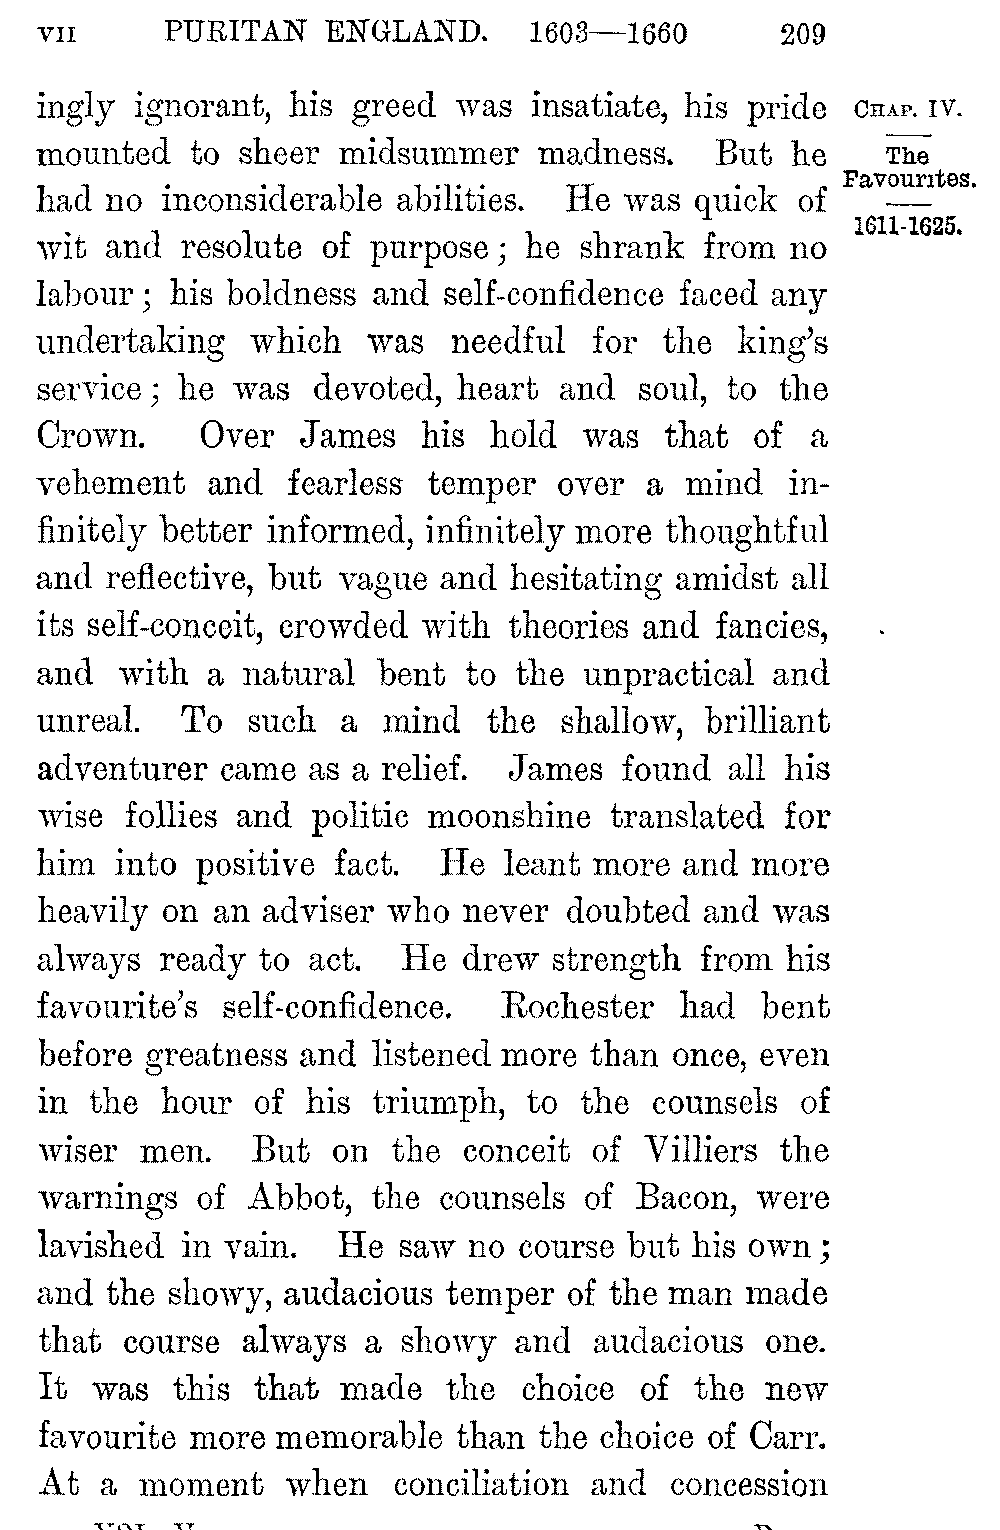 VII PURITAN ENGLAND. 1603—1660 209
ingly ignorant, his greed was insatiate, his pride
mounted to sheer midsummer madness. But he
had no inconsiderable abilities. He was quick of
wit and resolute of purpose; he shrank from no
labour; his boldness and self-confidence faced any
undertaking which was needful for the king's
service; he was devoted, heart and soul, to the
Crown. Over James his hold was that of a
vehement and fearless temper over a mind in-
finitely better informed, infinitely more thoughtful
and reflective, but vague and hesitating amidst all
its self-conceit, crowded with theories and fancies,
and with a natural bent to the unpractical and
unreal. To such a mind the shallow, brilliant
adventurer came as a relief. James found all his
wise follies and politic moonshine translated for
him into positive fact. He leant more and more
heavily on an adviser who never doubted and was
always ready to act. He drew strength from his
favourite's self-confidence. Rochester had bent
before greatness and listened more than once, even
in the hour of his triumph, to the counsels of
wiser men. But on the conceit of Villiers the
warnings of Abbot, the counsels of Bacon, were
lavished in vain. He saw no course but his own;
and the showy, audacious temper of the man made
that course always a showy and audacious one.
It was this that made the choice of the new
favourite more memorable than the choice of Carr.
At a moment when conciliation and concession
CHAP. IV.
The
Favourites.
1611-1625.